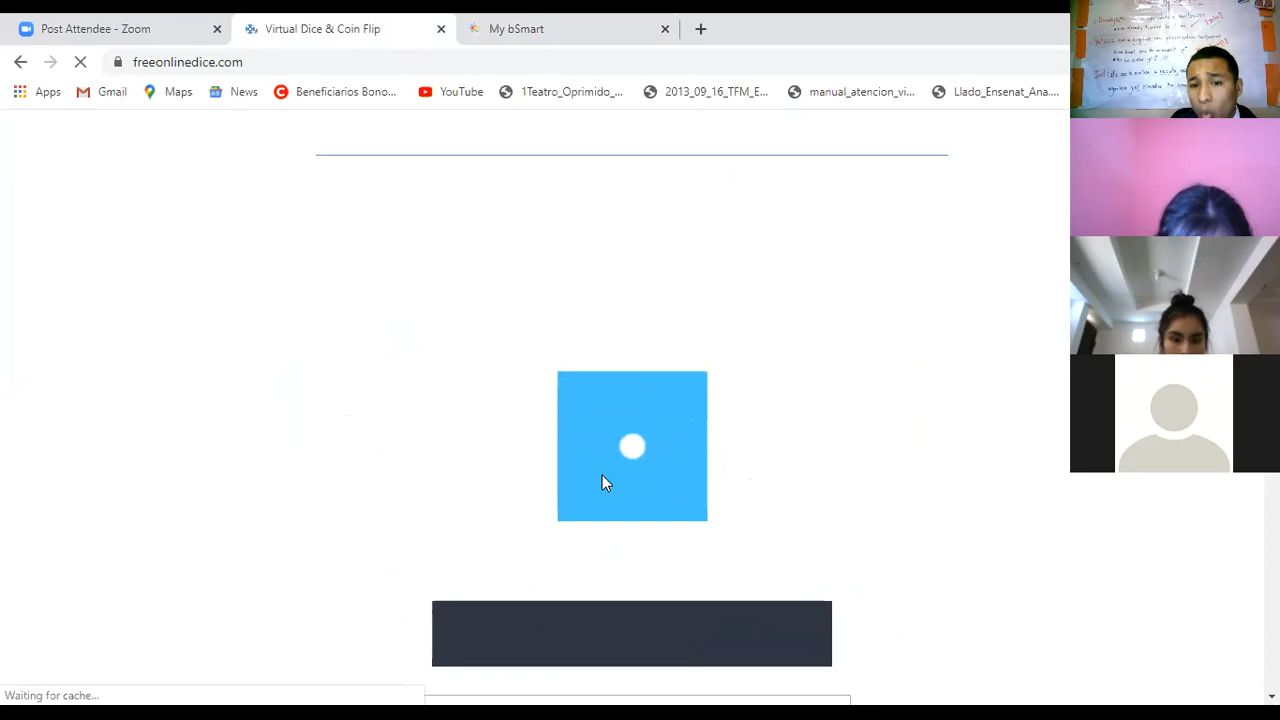 Post Attendee - Zoom
Virtual Dice & Coin Flip
My bSmart
freeonlinedice.com
Apps
Gmail
Maps
News
Beneficiarios Bono...
YouTube
1Teatro_Oprimido_...
2013_09_16_TFM_E...
manual_atencion_vi...
Llado_Ensenat_Ana....
Waiting for cache...